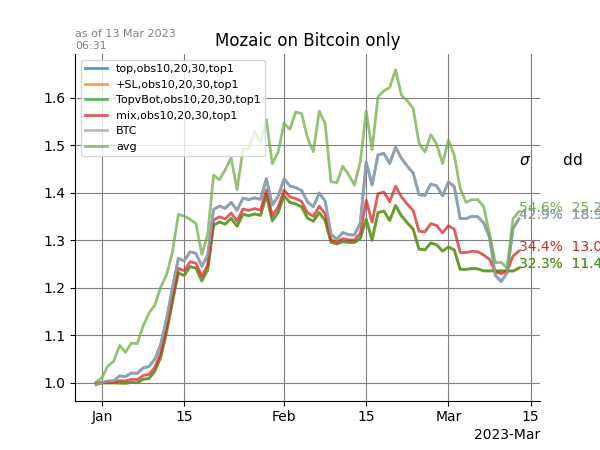 as of 13 Mar 2023
06:31
Mozaic on Bitcoin only
top,obs10,20,30,top1
+SL,obs10,20,30,top1
TopvBot,obs10,20,30,top1
mix,obs10,20,30,top1
BTC
avg
σ dd
54.6% 25.2
42.9% 18.9
34.4% 13.0
32.3% 11.4
1.6
1.5
1.4
1.3
1.2
1.1
1.0
Jan 15 Feb 15 Mar 15
2023-Mar